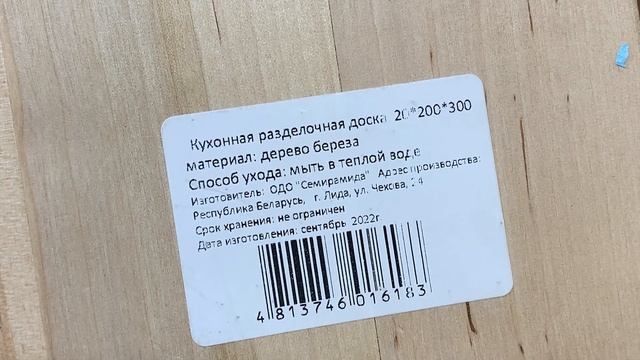 Кухонная разделочная доска 20*200*300
материал: дерево береза
Способ ухода: мыть в теплой воде
Изготовитель: ОДО "Семирамида" Адрес производства:
Республика Беларусь, г. Лида, ул. Чехова,
Срок хранения: не ограничен
Дата изготовления: сентябрь 2022г
4813746016183